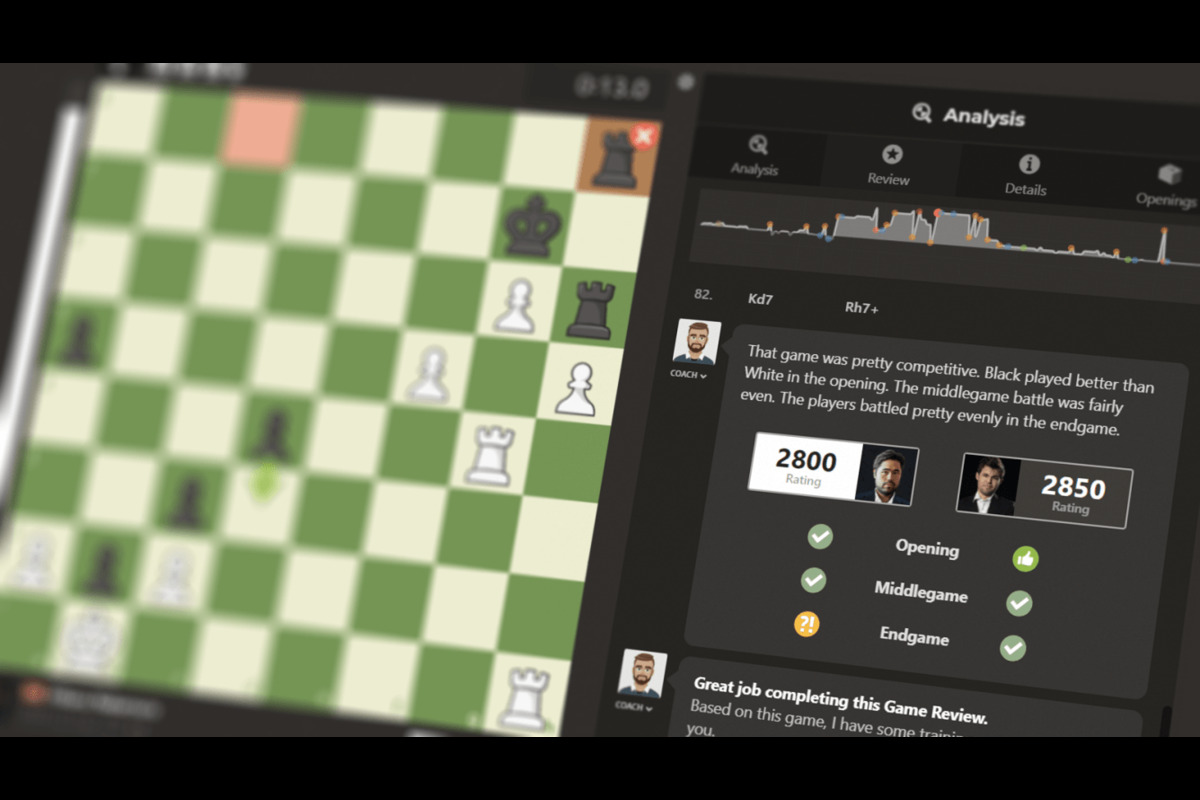 13.0
Analysis
Analysis
Review
Details
Openings
82. Kd7 Rh7+
COACH
That game was pretty competitive. Black played better than
White in the opening. The middlegame battle was fairly
even. The players battled pretty evenly in the endgame.
2800
Rating
2850
Rating
Opening
Middlegame
?!
Endgame
COACH
Great job completing this Game Review.
Based on this game, I have some
you.